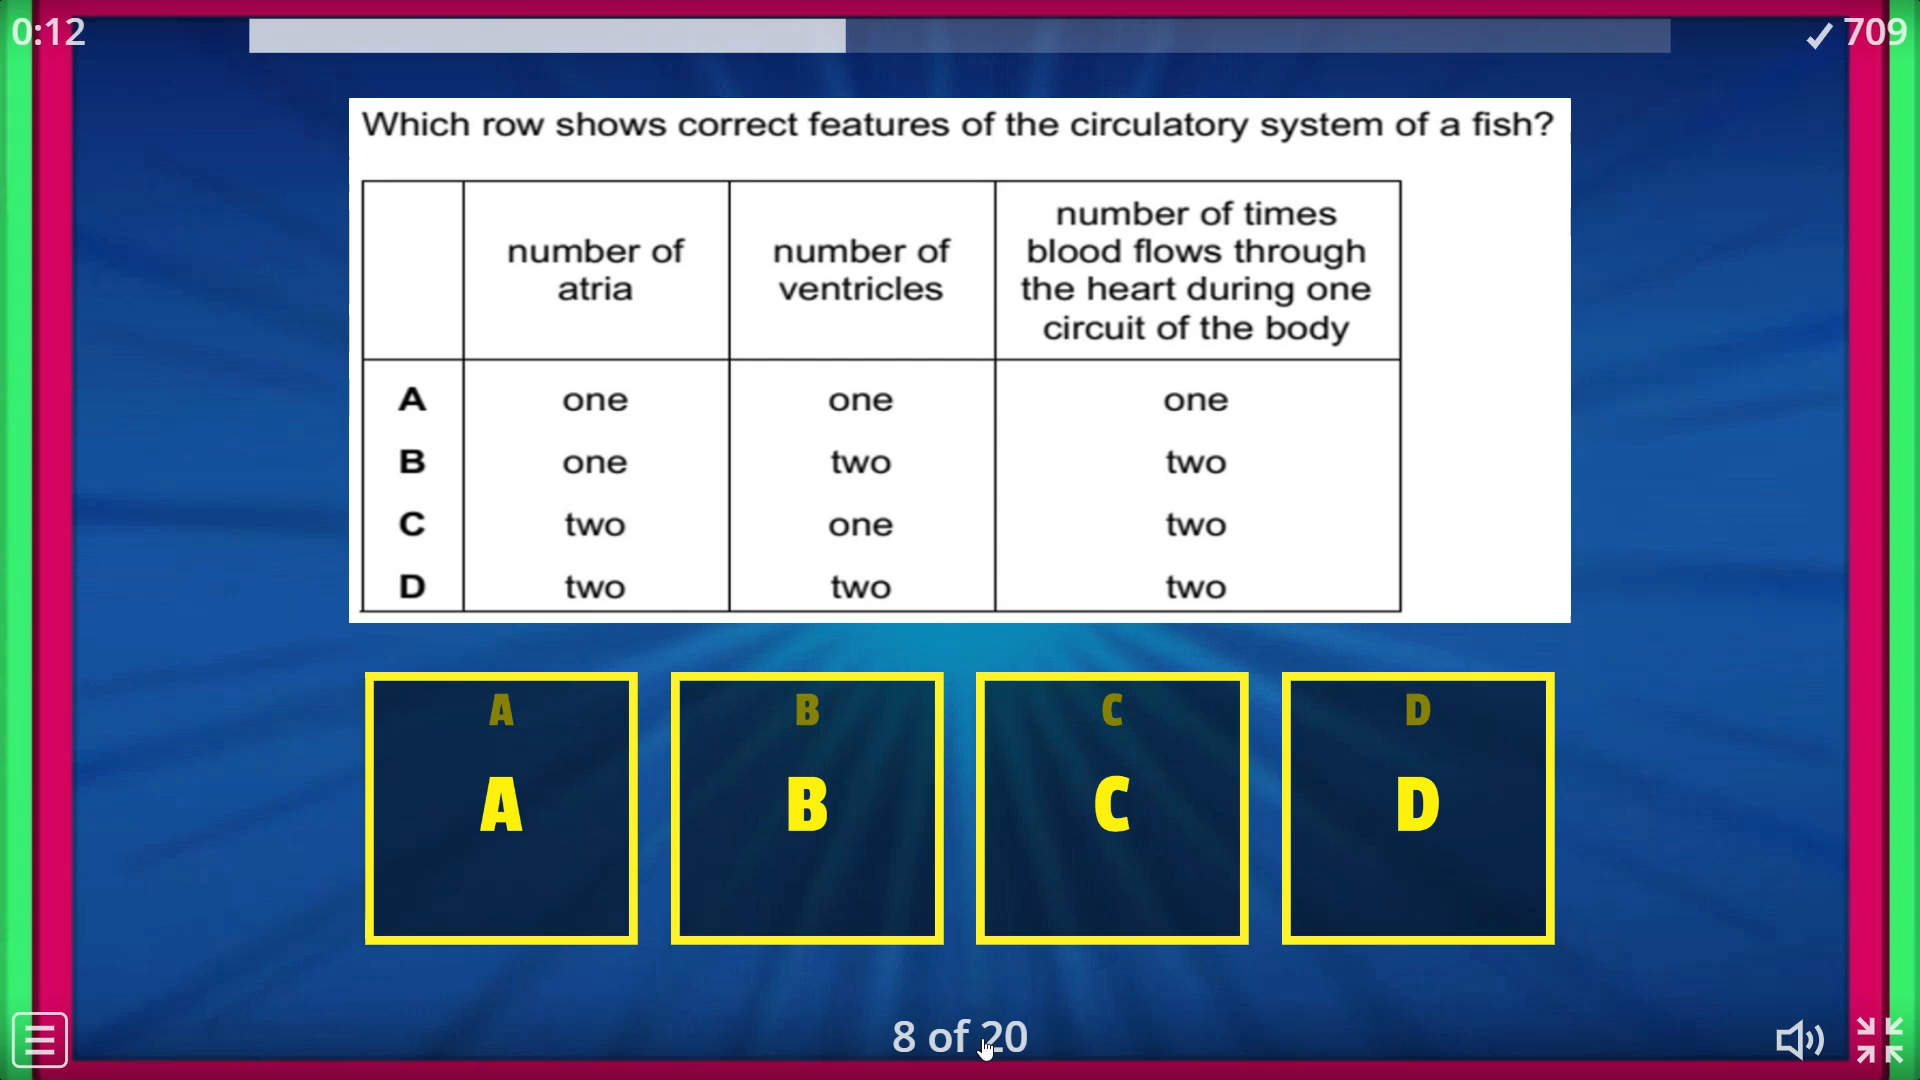 0:12
709
Which row shows correct features of the circulatory system of a fish?
number of atria
number of ventricles
number of times blood flows through the heart during one circuit of the body
A one one one
B one two two
C two one two
D two two two
A B C D
A B C D
8 of 20